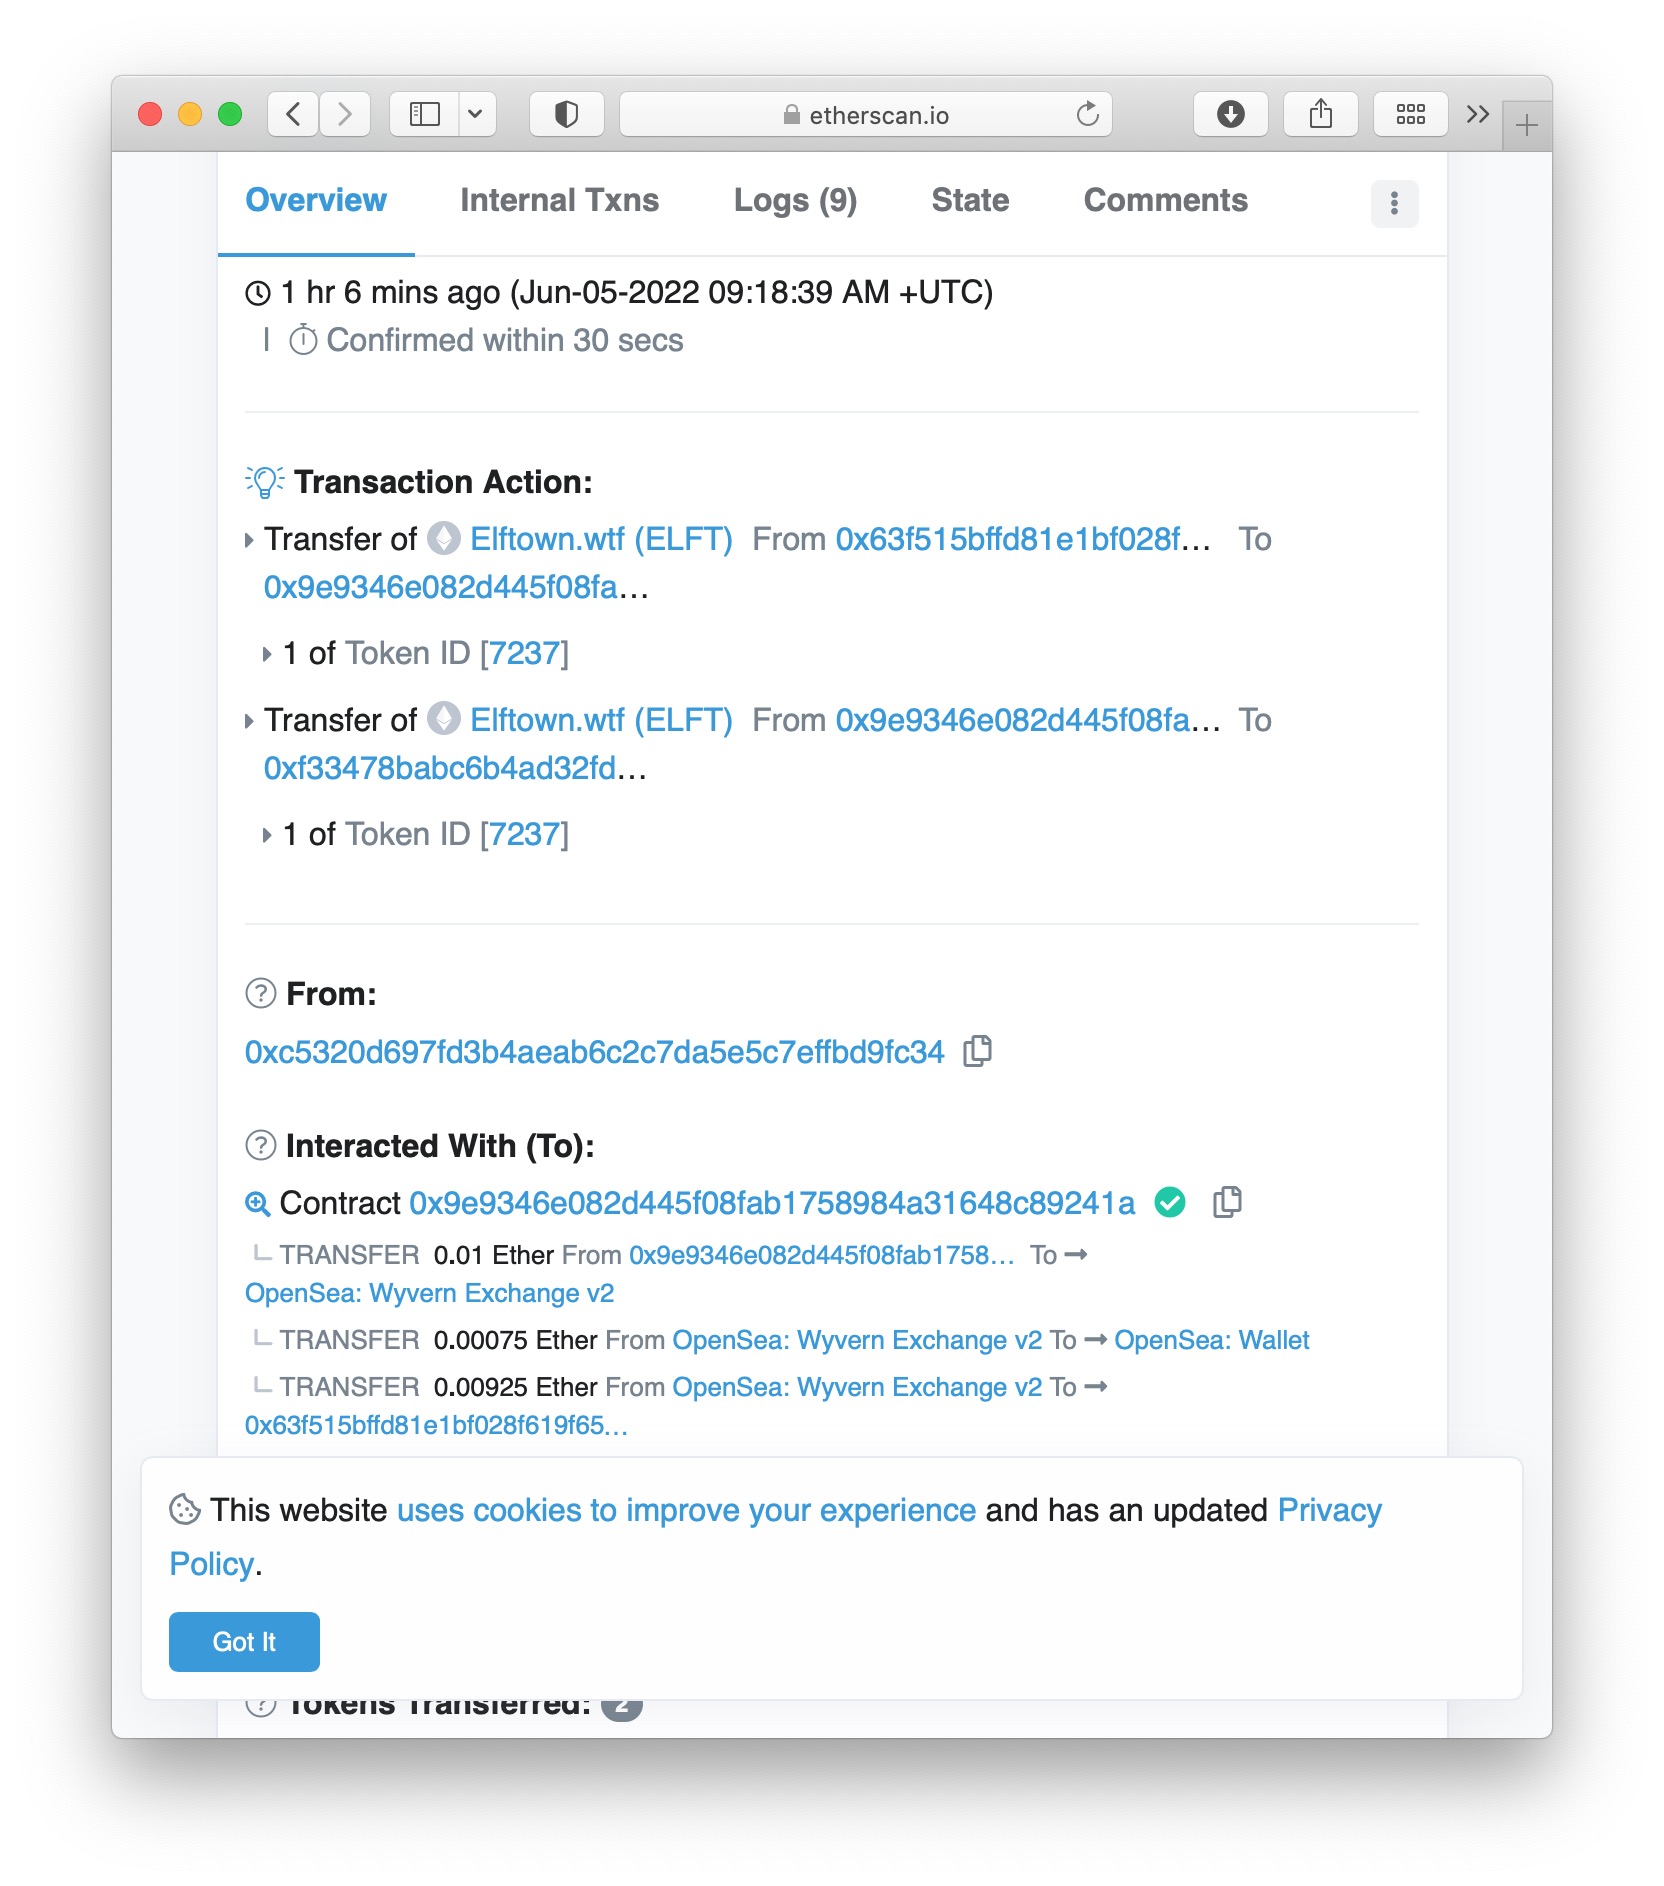 etherscan.io
Overview Internal Txns Logs (9) State Comments
1 hr 6 mins ago (Jun-05-2022 09:18:39 AM +UTC)
| Confirmed within 30 secs
Transaction Action:
Transfer of Elftown.wtf (ELFT) From 0x63f515bffd81e1bf028f... To
0x9e9346e082d445f08fa...
1 of Token ID [7237]
Transfer of Elftown.wtf (ELFT) From 0x9e9346e082d445f08fa... To
0xf33478babc6b4ad32fd...
1 of Token ID [7237]
From:
0xc5320d697fd3b4aeab6c2c7da5e5c7effbd9fc34
Interacted With (To):
Contract 0x9e9346e082d445f08fab1758984a31648c89241a
TRANSFER 0.01 Ether From 0x9e9346e082d445f08fab1758... To
OpenSea: Wyvern Exchange v2
TRANSFER 0.00075 Ether From OpenSea: Wyvern Exchange v2 To OpenSea: Wallet
TRANSFER 0.00925 Ether From OpenSea: Wyvern Exchange v2 To
0x63f515bffd81e1bf028f619f65...
This website uses cookies to improve your experience and has an updated Privacy
Policy.
Got It
Tokens Transferred: 2